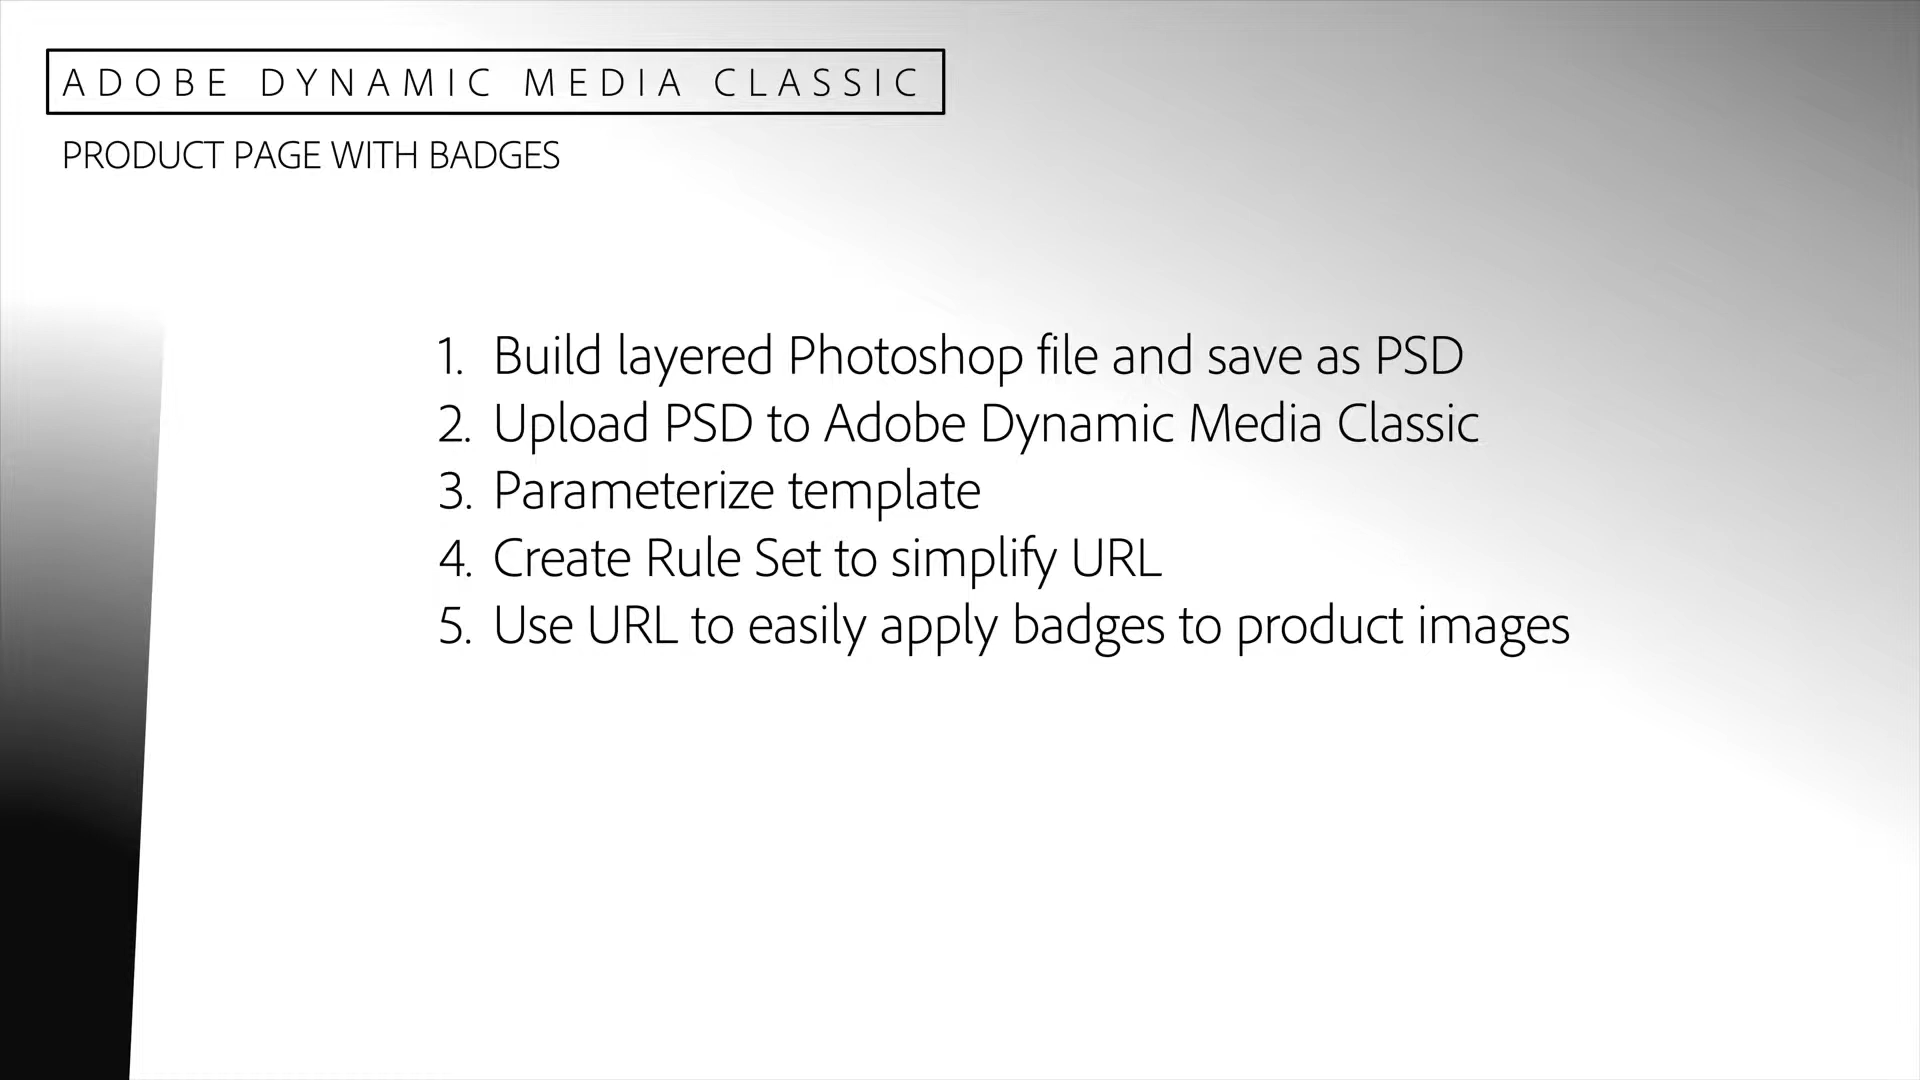 ADOBE DYNAMIC MEDIA CLASSIC
PRODUCT PAGE WITH BADGES
1. Build layered Photoshop file and save as PSD
2. Upload PSD to Adobe Dynamic Media Classic
3. Parameterize template
4. Create Rule Set to simplify URL
5. Use URL to easily apply badges to product images